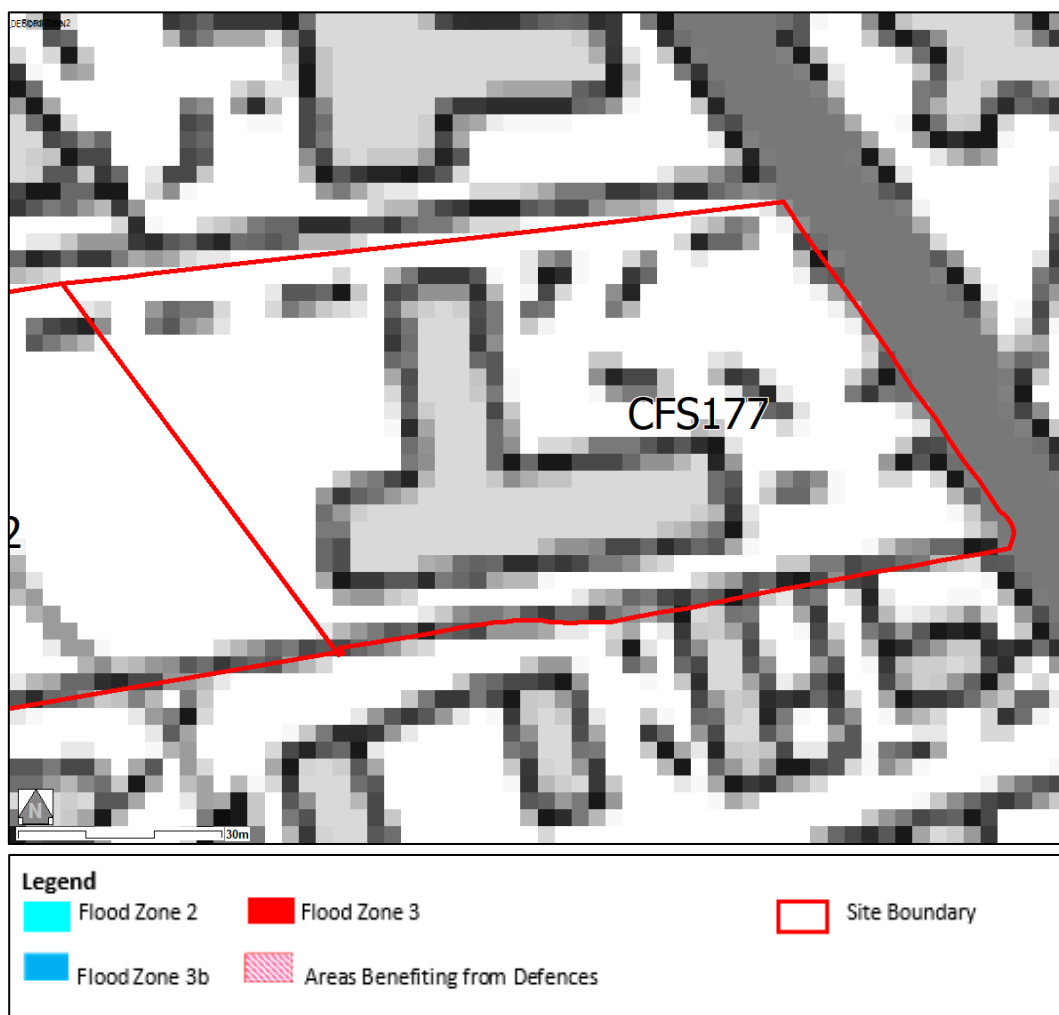 CFS177
2
N
30m
Legend
Flood Zone 2
Flood Zone 3
Site Boundary
Flood Zone 3b
Areas Benefiting from Defences